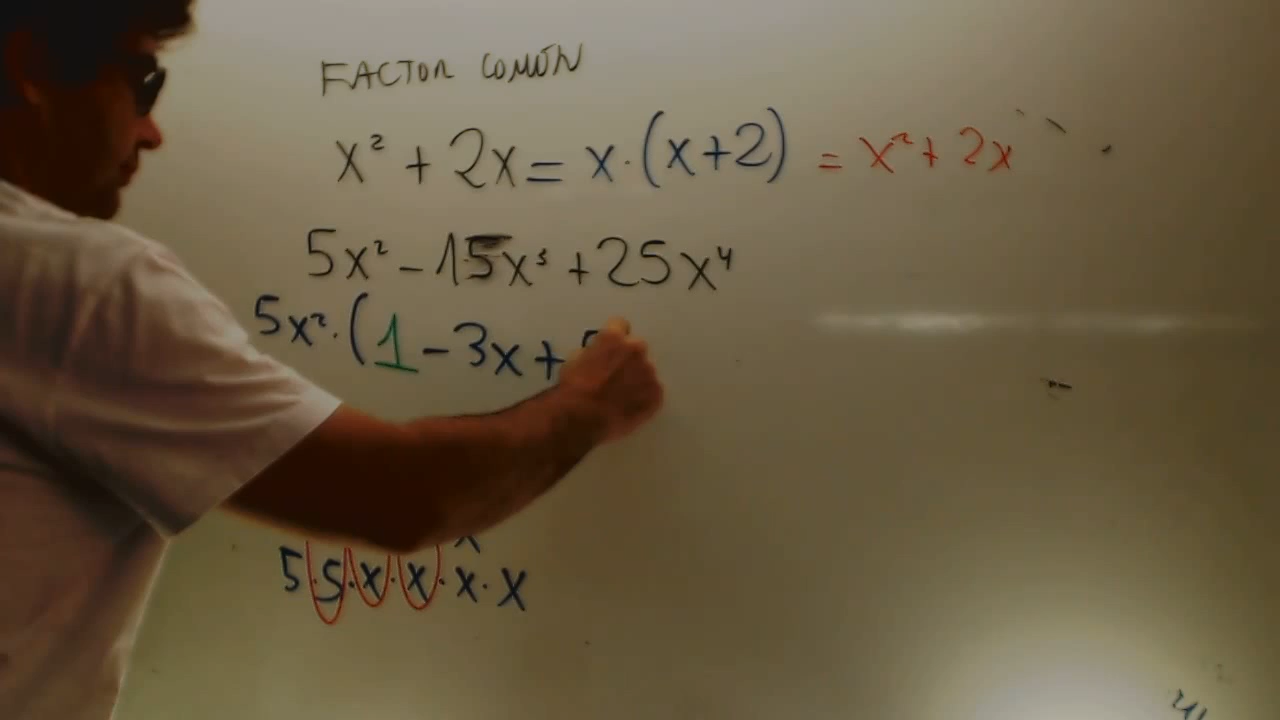 FACTOR COMÚN
x² + 2x = x·(x+2) = x² + 2x
5x² - 15x³ + 25x⁴
5x²·(1 - 3x +
5·5·x·x·x·x